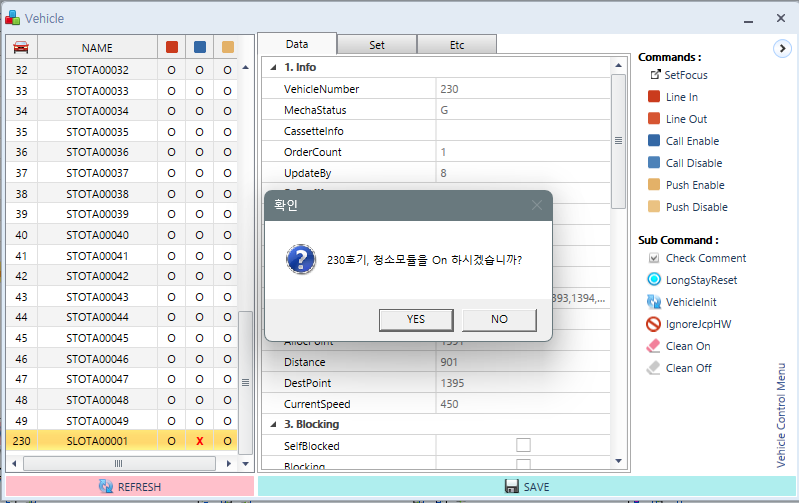 Vehicle
NAME
32 STOTA00032 O O O
33 STOTA00033 O O O
34 STOTA00034 O O O
35 STOTA00035 O O O
36 STOTA00036 O O O
37 STOTA00037 O O O
38 STOTA00038 O O O
39 STOTA00039 O O O
40 STOTA00040 O O O
41 STOTA00041 O O O
42 STOTA00042 O O O
43 STOTA00043 O O O
44 STOTA00044 O O O
45 STOTA00045 O O O
46 STOTA00046 O O O
47 STOTA00047 O O O
48 STOTA00048 O O O
49 STOTA00049 O O O
230 SLOTA00001 O X O
REFRESH
Data Set Etc
1. Info
VehicleNumber 230
MechaStatus G
CassetteInfo
OrderCount 1
UpdateBy 8
확인
230호기, 청소모듈을 On 하시겠습니까?
YES NO
393,1394,...
Distance 901
DestPoint 1395
CurrentSpeed 450
3. Blocking
SelfBlocked
Blocking
SAVE
Commands :
SetFocus
Line In
Line Out
Call Enable
Call Disable
Push Enable
Push Disable
Sub Command :
Check Comment
LongStayReset
VehicleInit
IgnoreJcpHW
Clean On
Clean Off
Vehicle Control Menu